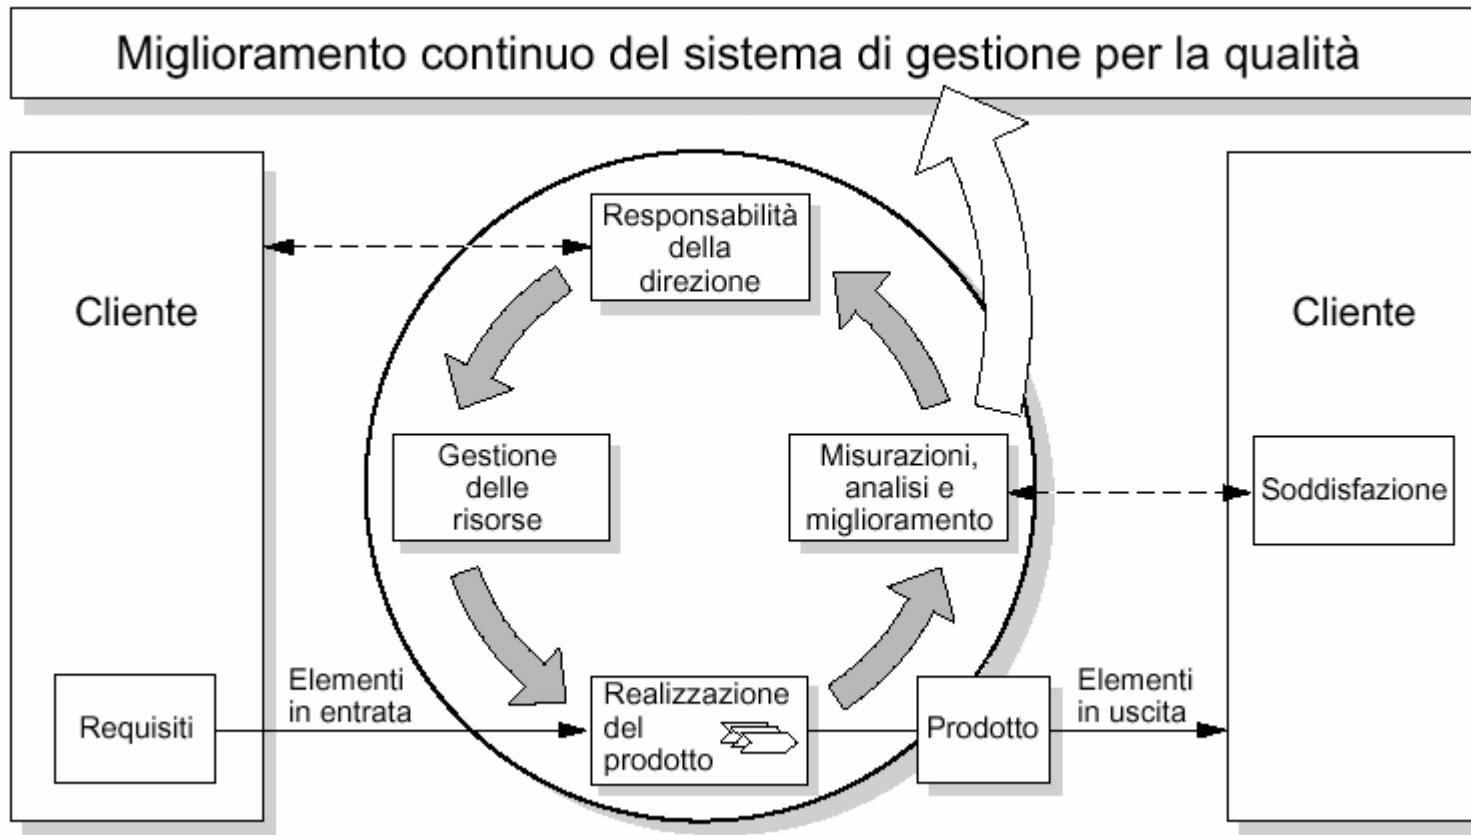 Miglioramento continuo del sistema di gestione per la qualità
Cliente
Responsabilità
della
direzione
Cliente
Gestione
delle
risorse
Misurazioni,
analisi e
miglioramento
Soddisfazione
Requisiti
Elementi
in entrata
Realizzazione
del
prodotto
Prodotto
Elementi
in uscita